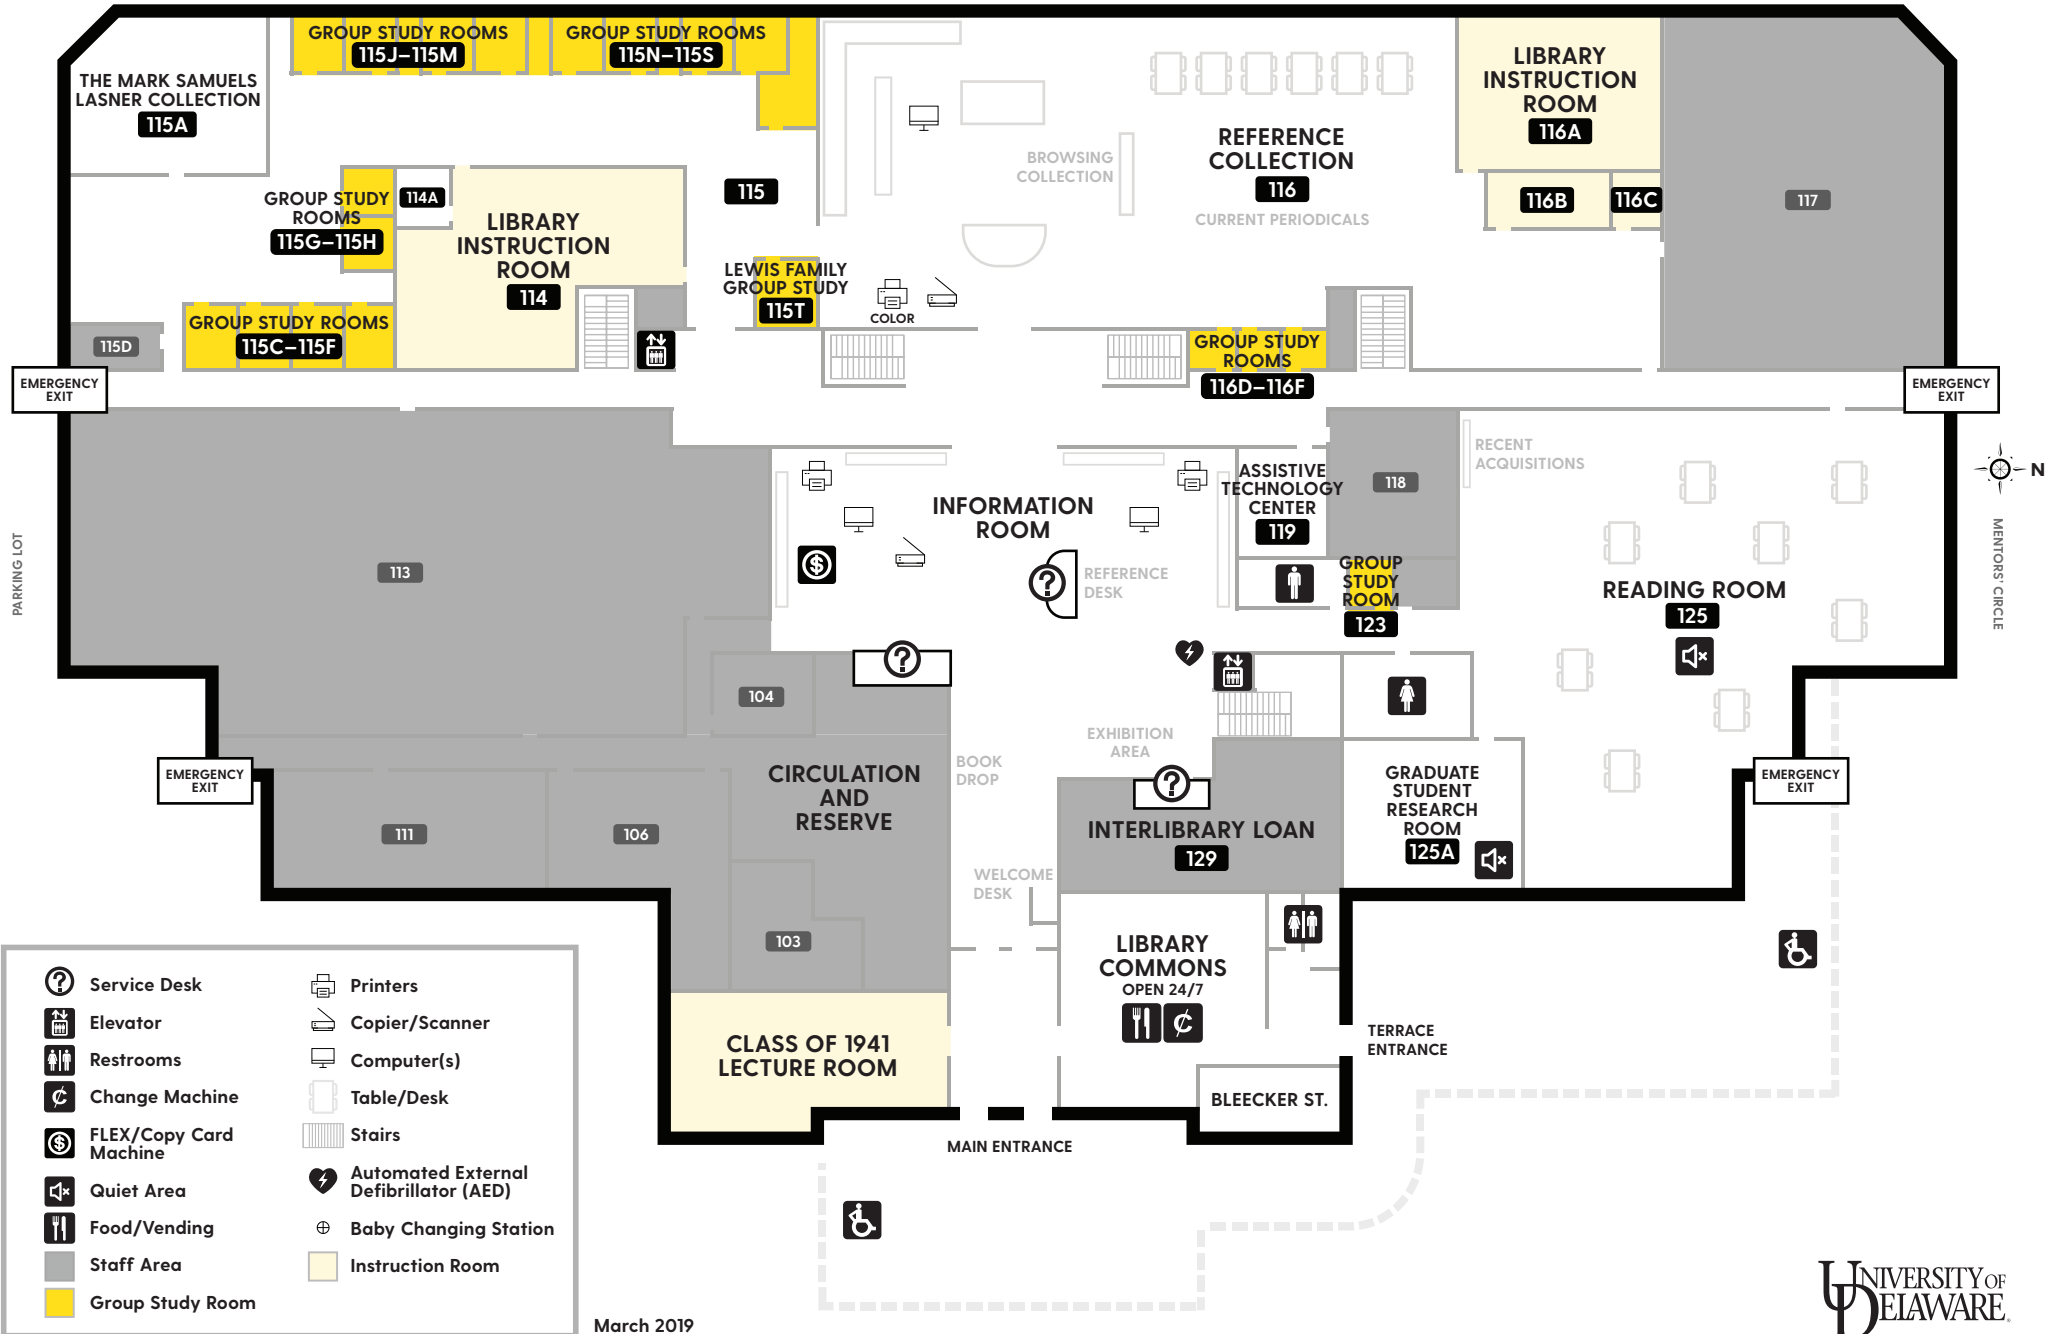 GROUP STUDY ROOMS
115J–115M
GROUP STUDY ROOMS
115N–115S
THE MARK SAMUELS
LASNER COLLECTION
115A
LIBRARY
INSTRUCTION
ROOM
116A
REFERENCE
COLLECTION
116
CURRENT PERIODICALS
BROWSING
COLLECTION
116B
116C
117
GROUP STUDY
ROOMS
115G–115H
114A
LIBRARY
INSTRUCTION
ROOM
114
115
LEWIS FAMILY
GROUP STUDY
115T
COLOR
115D
GROUP STUDY ROOMS
115C–115F
GROUP STUDY
ROOMS
116D–116F
EMERGENCY
EXIT
EMERGENCY
EXIT
RECENT
ACQUISITIONS
N
PARKING LOT
MENTORS' CIRCLE
113
INFORMATION
ROOM
REFERENCE
DESK
ASSISTIVE
TECHNOLOGY
CENTER
119
118
GROUP
STUDY
ROOM
123
READING ROOM
125
104
EXHIBITION
AREA
BOOK
DROP
EMERGENCY
EXIT
CIRCULATION
AND
RESERVE
111
106
INTERLIBRARY LOAN
129
GRADUATE
STUDENT
RESEARCH
ROOM
125A
EMERGENCY
EXIT
WELCOME
DESK
103
LIBRARY
COMMONS
OPEN 24/7
CLASS OF 1941
LECTURE ROOM
TERRACE
ENTRANCE
BLEECKER ST.
MAIN ENTRANCE
Service Desk
Elevator
Restrooms
Change Machine
FLEX/Copy Card
Machine
Quiet Area
Food/Vending
Staff Area
Group Study Room
Printers
Copier/Scanner
Computer(s)
Table/Desk
Stairs
Automated External
Defibrillator (AED)
Baby Changing Station
Instruction Room
March 2019
UNIVERSITY OF
DELAWARE